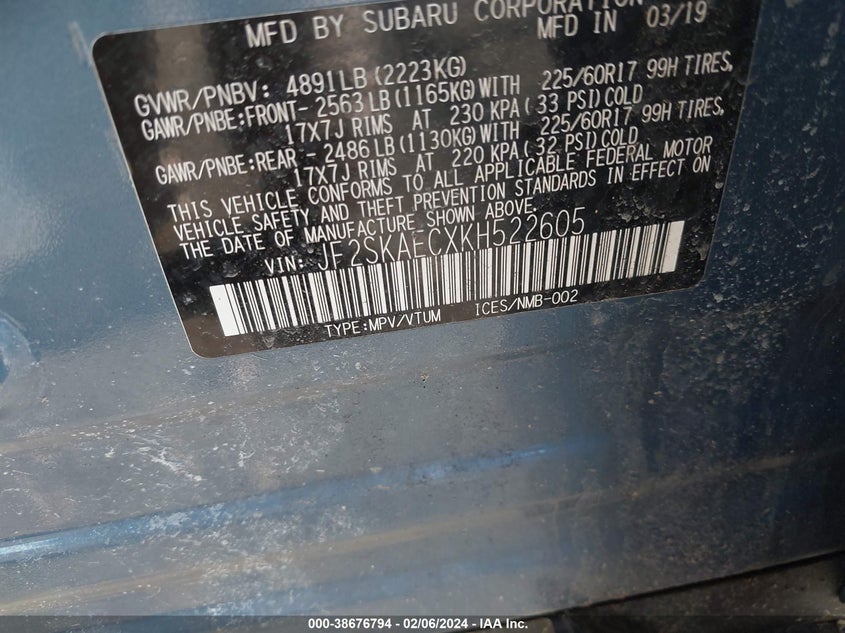 MFD BY SUBARU CORPORATION
MFD IN 03/19
GVWR/PNBV: 4891LB(2223KG)
GAWR/PNBE:FRONT- 2563LB(1165KG)WITH 225/60R17 99H TIRES,
17X7J RIMS AT 230 KPA(33 PSI)COLD
GAWR/PNBE:REAR - 2486LB(1130KG)WITH 225/60R17 99H TIRES,
17X7J RIMS AT 220 KPA(32 PSI)COLD
THIS VEHICLE CONFORMS TO ALL APPLICABLE FEDERAL MOTOR
VEHICLE SAFETY AND THEFT PREVENTION STANDARDS IN EFFECT ON
THE DATE OF MANUFACTURE SHOWN ABOVE.
VIN: JF2SKAECXKH522605
TYPE:MPV/VTUM ICES/NMB-002
000-38676794 - 02/06/2024 - IAA Inc.